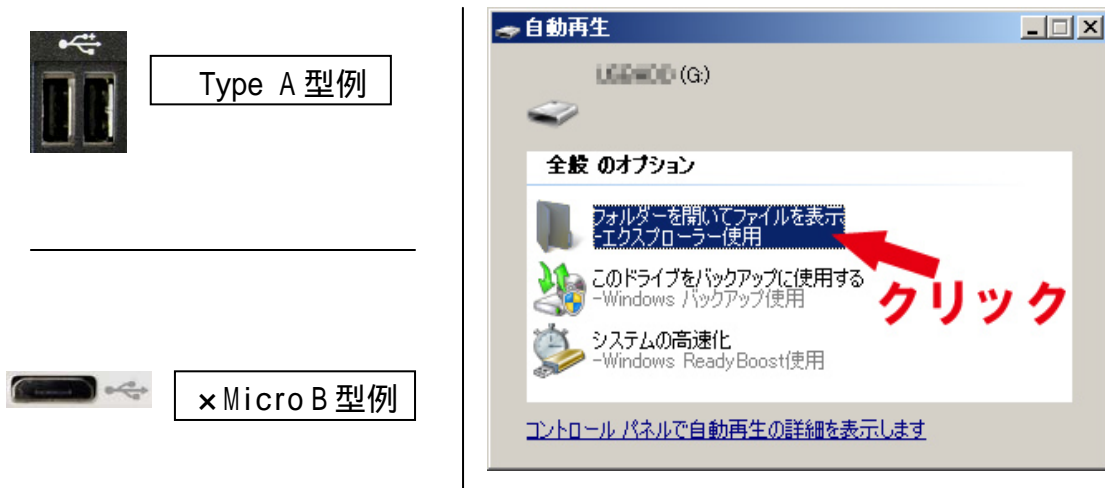 Type A 型例
×Micro B 型例
自動再生
(G:)
全般 のオプション
フォルダーを開いてファイルを表示
-エクスプローラー使用
このドライブをバックアップに使用する
-Windows バックアップ使用
クリック
システムの高速化
-Windows ReadyBoost使用
コントロール パネルで自動再生の詳細を表示します